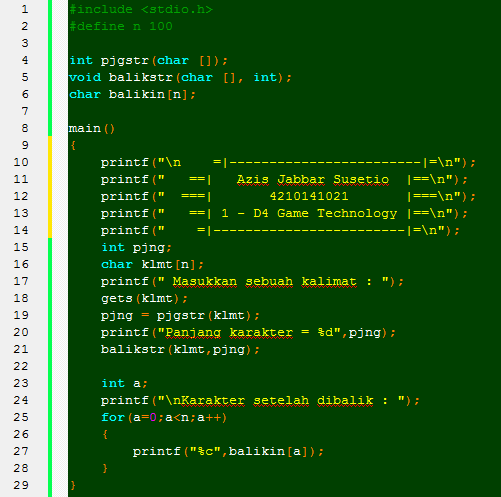 1 #include <stdio.h>
2 #define n 100
3
4 int pjgstr(char []);
5 void balikstr(char [], int);
6 char balikin[n];
7
8 main()
9 {
10     printf("\n    =|------------------------|=\n");
11     printf("   ==|   Azis Jabbar Susetio  |==\n");
12     printf("  ===|       4210141021       |===\n");
13     printf("   ==| 1 - D4 Game Technology |==\n");
14     printf("    =|------------------------|=\n");
15     int pjng;
16     char klmt[n];
17     printf(" Masukkan sebuah kalimat : ");
18     gets(klmt);
19     pjng = pjgstr(klmt);
20     printf("Panjang karakter = %d",pjng);
21     balikstr(klmt,pjng);
22
23     int a;
24     printf("\nKarakter setelah dibalik : ");
25     for(a=0;a<n;a++)
26     {
27         printf("%c",balikin[a]);
28     }
29 }